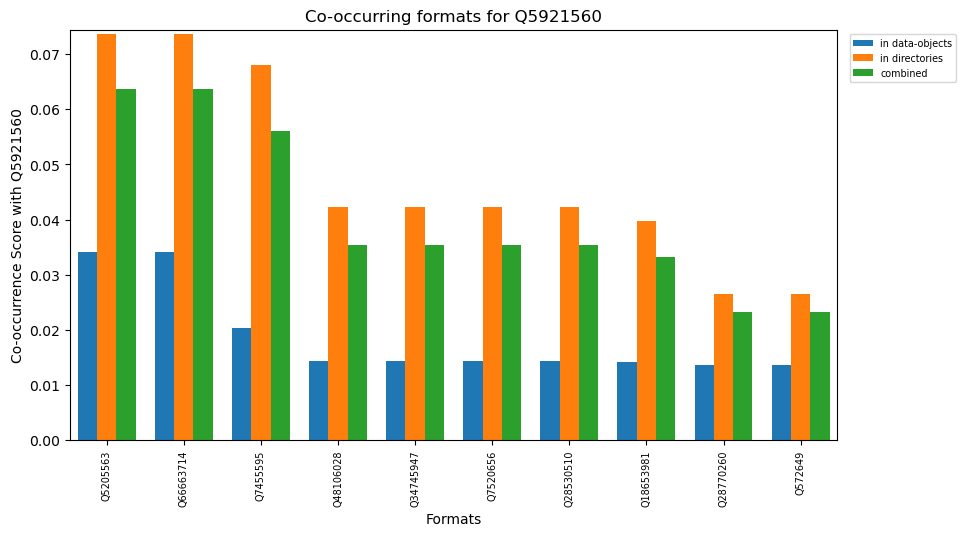 Co-occurring formats for Q5921560
in data-objects
in directories
combined
Co-occurrence Score with Q5921560
0.07
0.06
0.05
0.04
0.03
0.02
0.01
0.00
Q5205563
Q66663714
Q7455595
Q48106028
Q34745947
Q7520656
Q28530510
Q18653981
Q28770260
Q572649
Formats